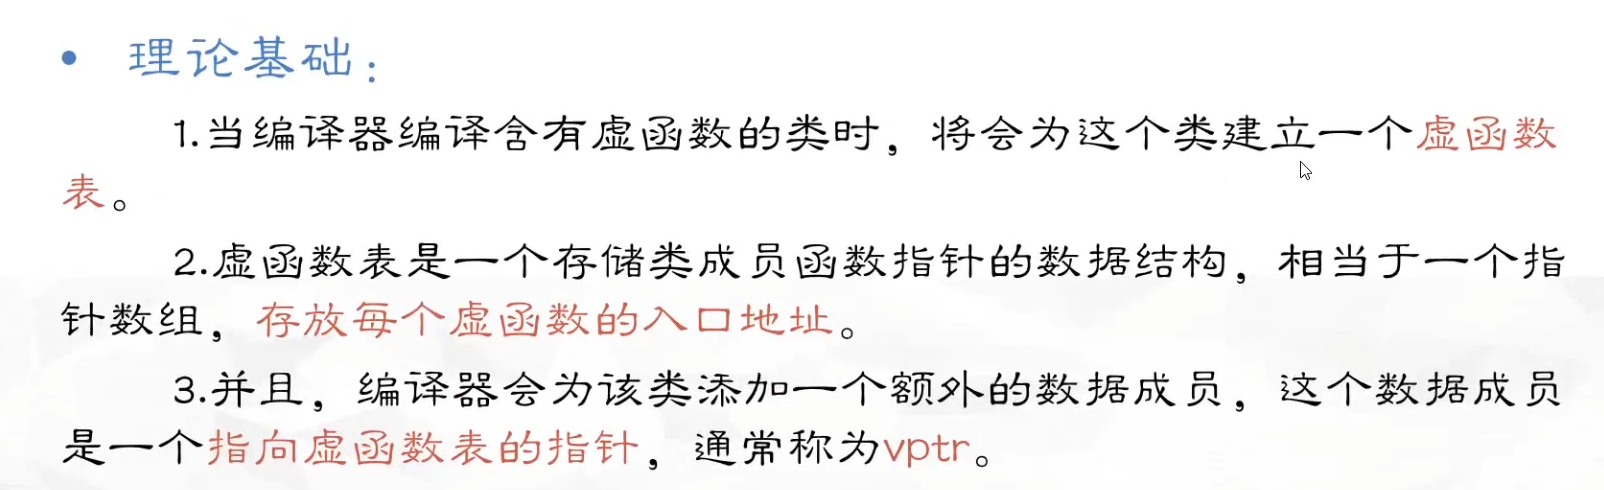 • 理论基础：
1.当编译器编译含有虚函数的类时，将会为这个类建立一个虚函数
表。
2.虚函数表是一个存储类成员函数指针的数据结构，相当于一个指
针数组，存放每个虚函数的入口地址。
3.并且，编译器会为该类添加一个额外的数据成员，这个数据成员
是一个指向虚函数表的指针，通常称为vptr。